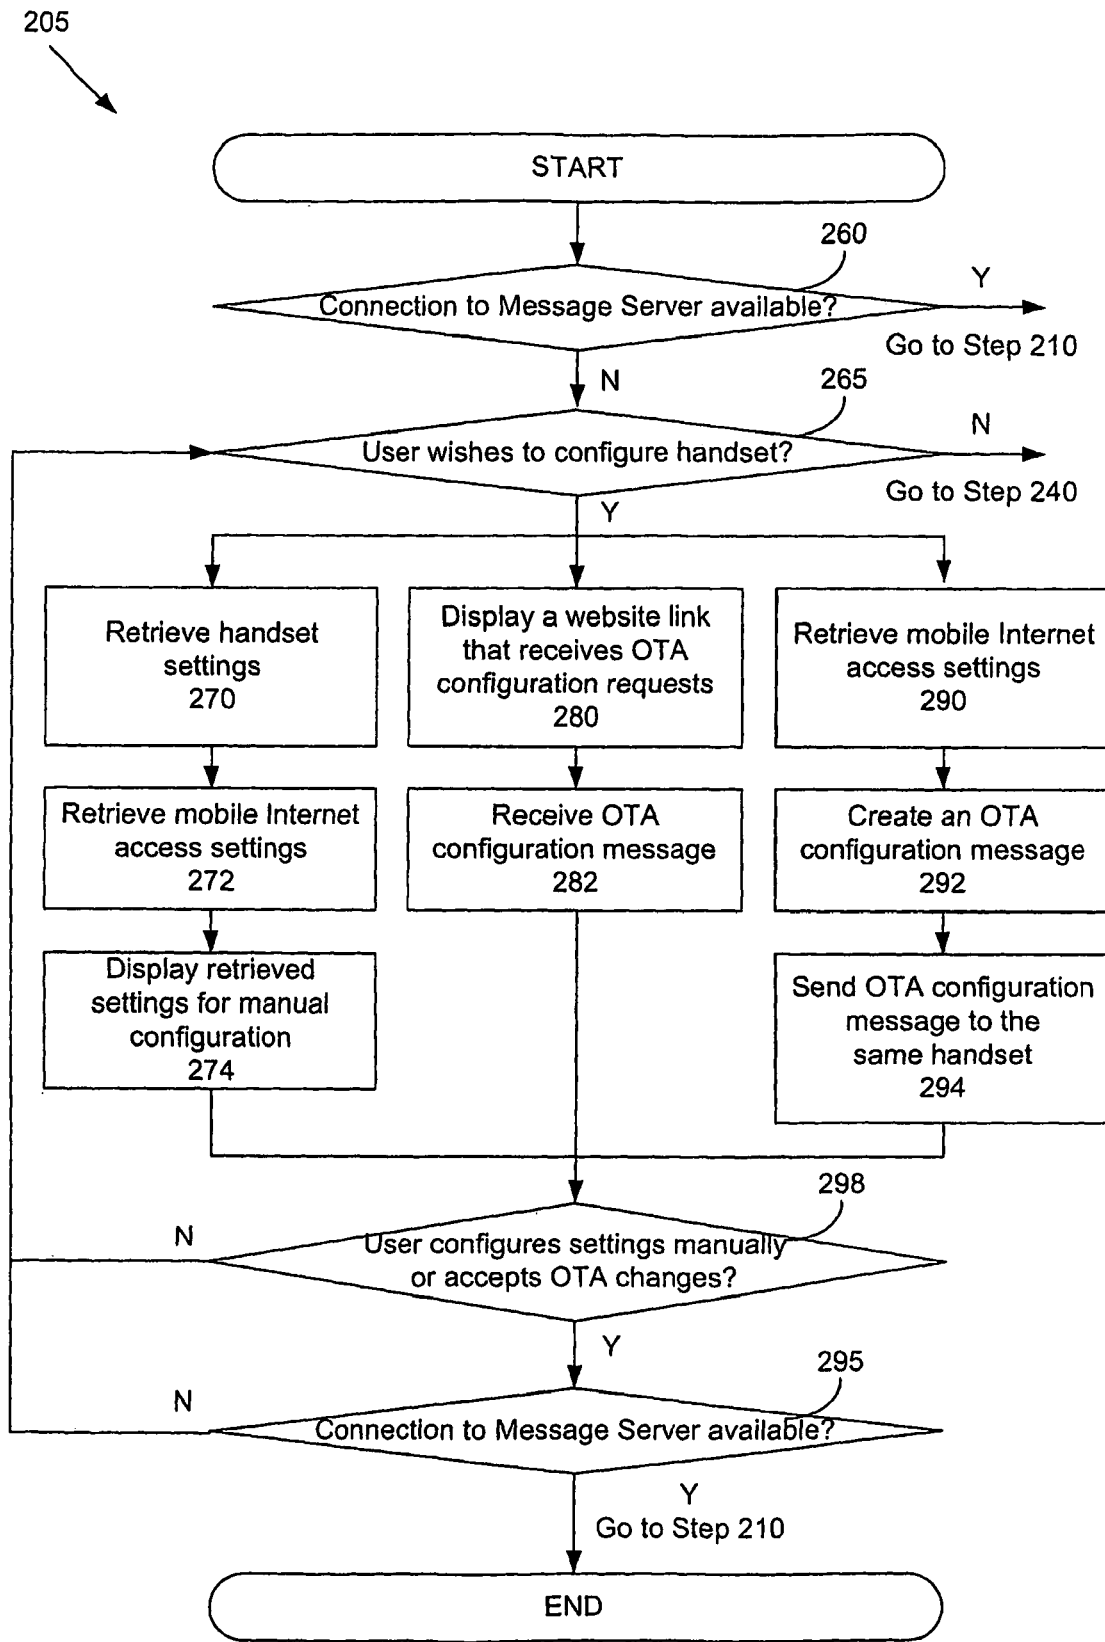 205
START
260
Connection to Message Server available?
Y
Go to Step 210
N
265
User wishes to configure handset?
N
Go to Step 240
Y
Retrieve handset
settings
270
Display a website link
that receives OTA
configuration requests
280
Retrieve mobile Internet
access settings
290
Retrieve mobile Internet
access settings
272
Receive OTA
configuration message
282
Create an OTA
configuration message
292
Display retrieved
settings for manual
configuration
274
Send OTA configuration
message to the
same handset
294
298
N
User configures settings manually
or accepts OTA changes?
Y
295
N
Connection to Message Server available?
Y
Go to Step 210
END